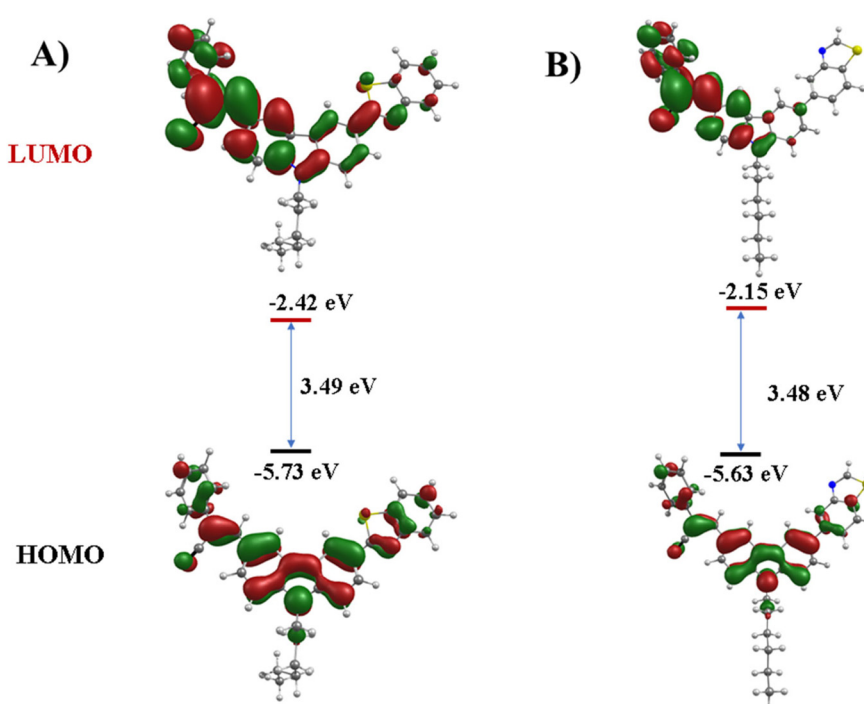 A)
B)
LUMO
-2.42 eV
-2.15 eV
3.49 eV
3.48 eV
-5.73 eV
-5.63 eV
HOMO